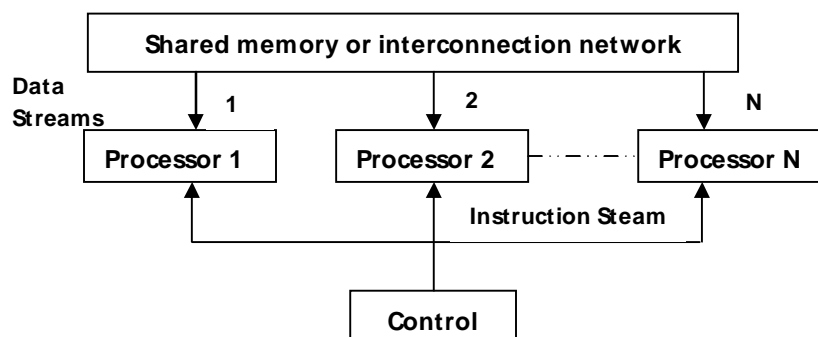 Shared memory or interconnection network
Data
Streams
1
2
N
Processor 1
Processor 2
Processor N
Instruction Steam
Control